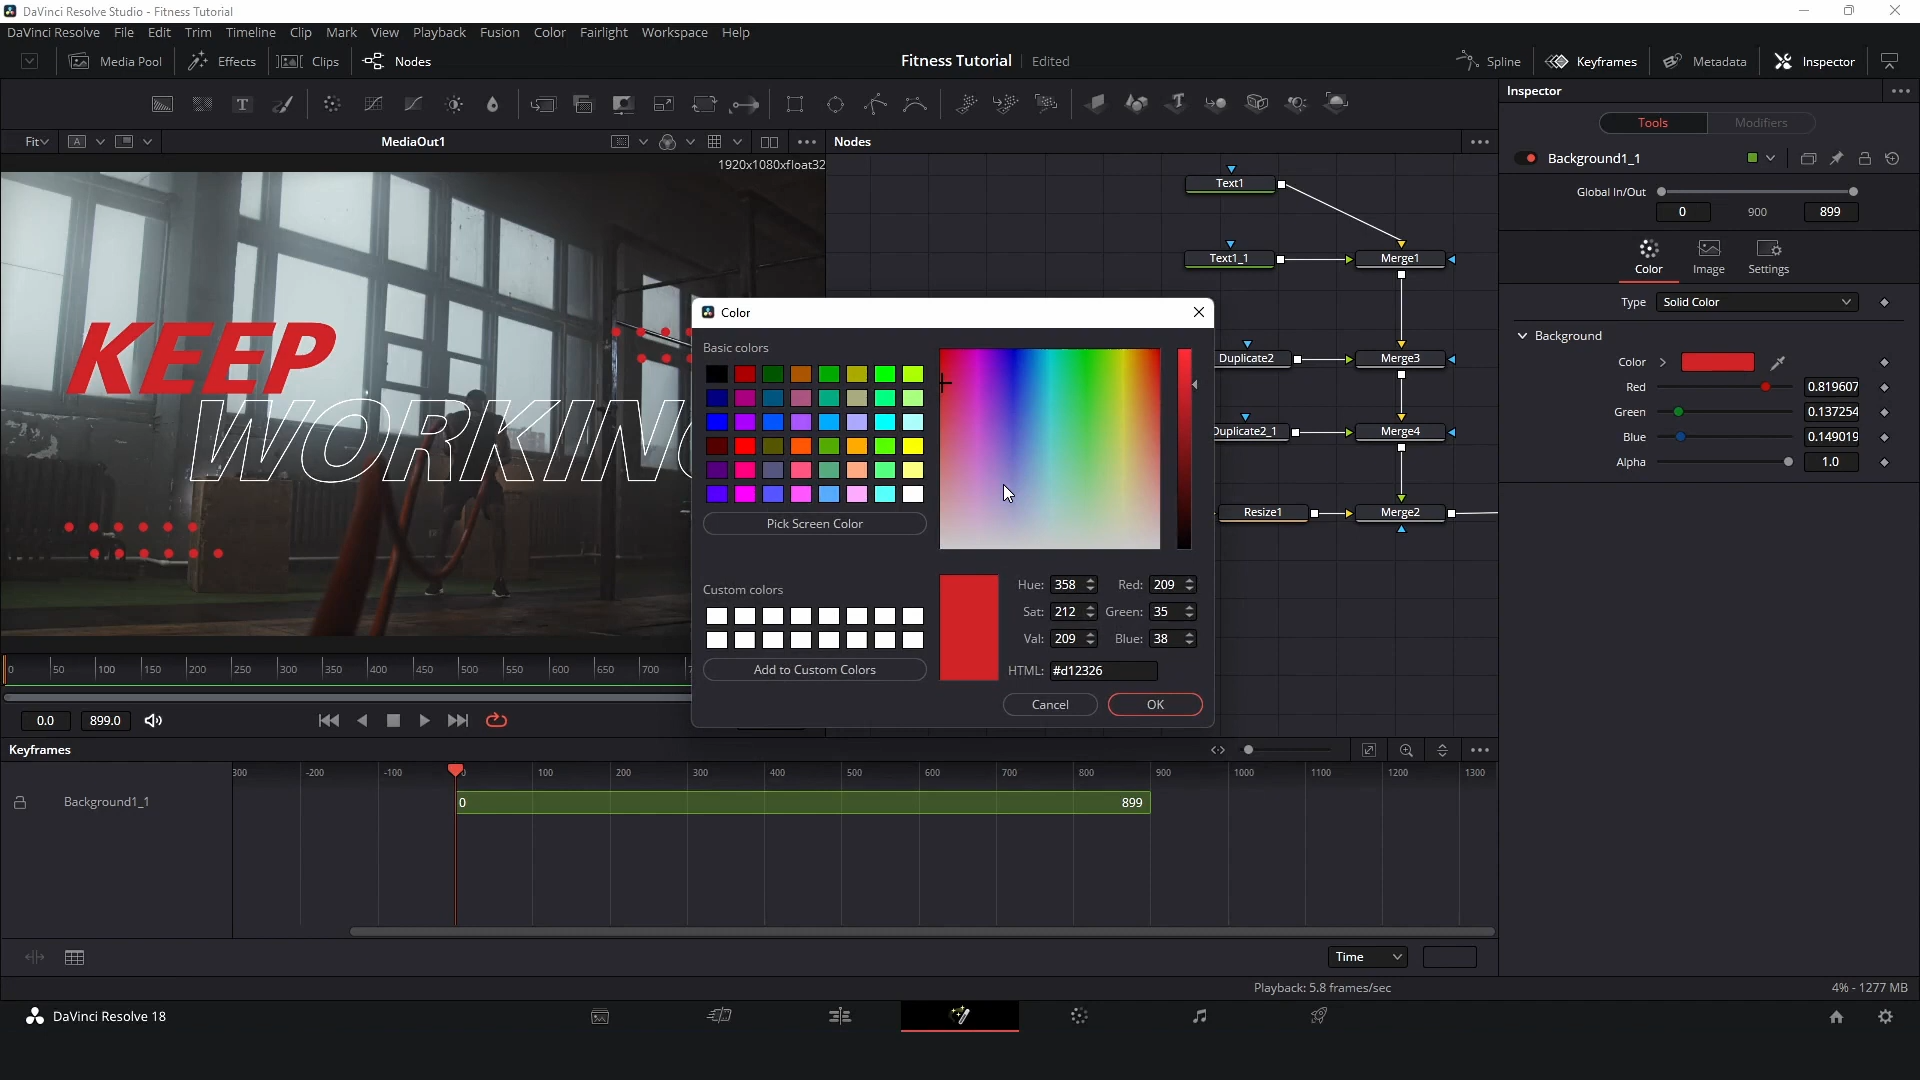 DaVinci Resolve Studio - Fitness Tutorial
DaVinci Resolve File Edit Trim Timeline Clip Mark View Playback Fusion Color Fairlight Workspace Help
Media Pool Effects Clips Nodes Fitness Tutorial Edited Spline Keyframes Metadata Inspector
Inspector
Tools Modifiers
Fit A MediaOut1 Nodes
1920x1080xfloat32
Background1_1
Text1
Global In/Out
0 900 899
Text1_1 Merge1
Color Image Settings
Type Solid Color
Color
Background
KEEP
WORKING
Basic colors
Duplicate2 Merge3
Color
Red 0.819607
Green 0.137254
Duplicate2_1 Merge4
Blue 0.149019
Alpha 1.0
Resize1 Merge2
Pick Screen Color
Custom colors
Hue: 358 Red: 209
Sat: 212 Green: 35
Val: 209 Blue: 38
HTML: #d12326
Add to Custom Colors
Cancel OK
0 50 100 150 200 250 300 350 400 450 500 550 600 650 700
0.0 899.0
Keyframes
300 -200 -100 0 100 200 300 400 500 600 700 800 900 1000 1100 1200 1300
Background1_1 0 899
Time
Playback: 5.8 frames/sec 4% - 1277 MB
DaVinci Resolve 18